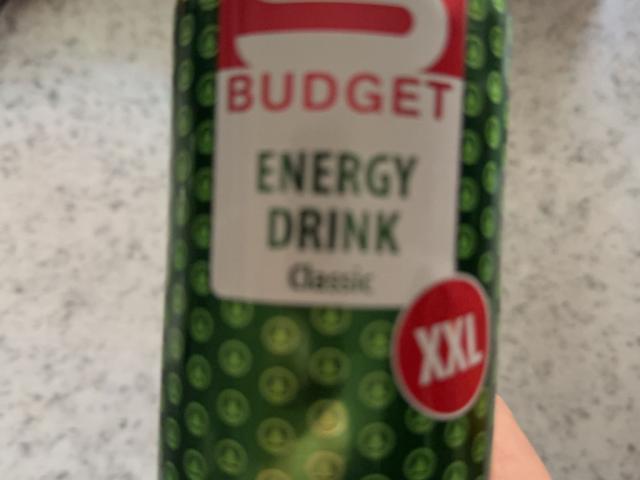 BUDGET
ENERGY
DRINK
Classic
XXL